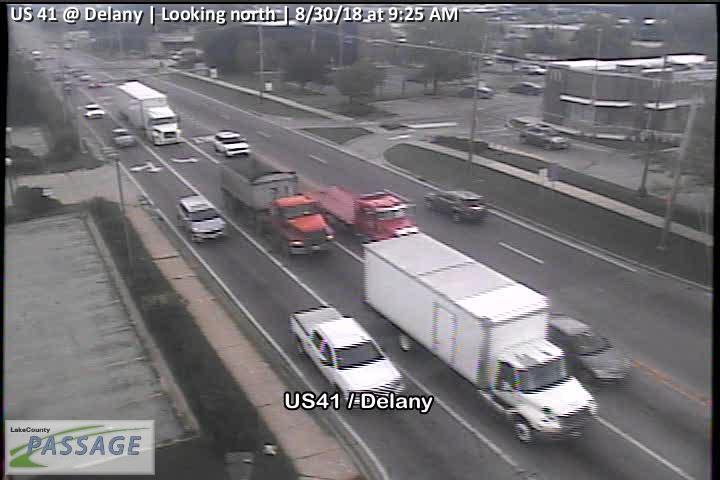 US 41 @ Delany | Looking north | 8/30/18 at 9:25 AM
US41 / Delany
LakeCounty
PASSAGE